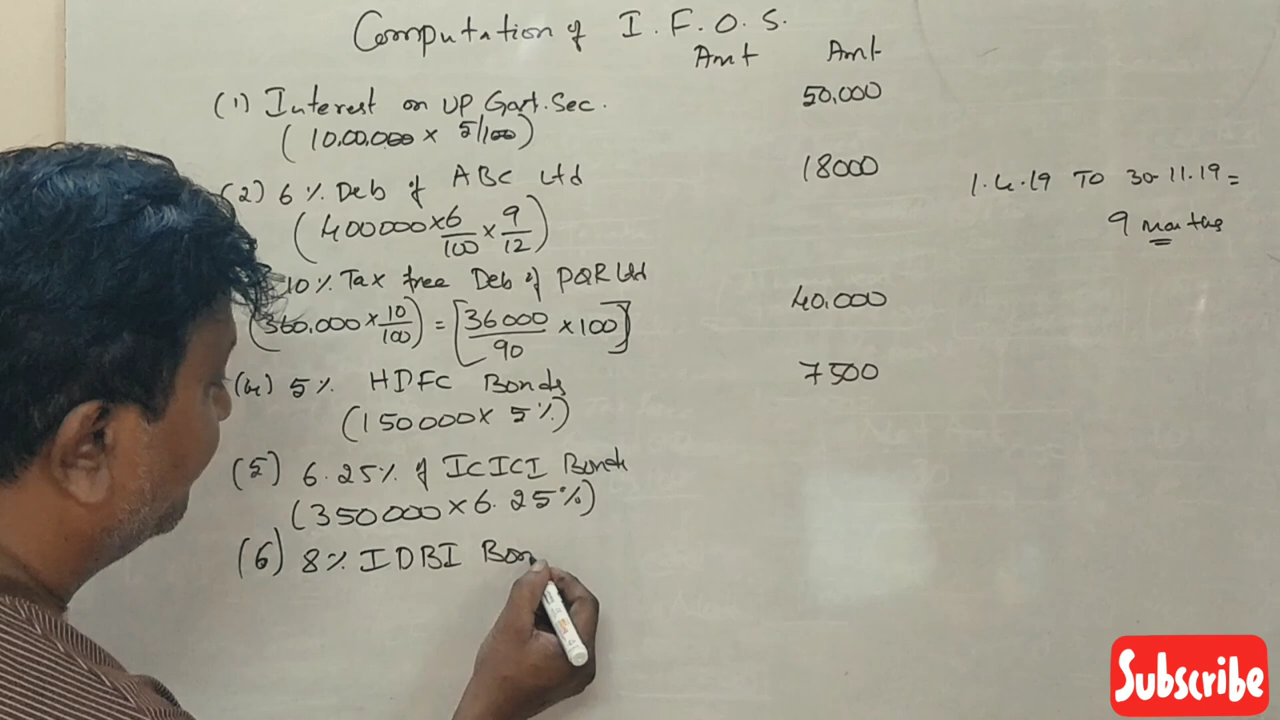 Computation of I.F.O.S.
Amt Amt
(1) Interest on UP Govt. Sec. 50,000
(10,00,000 × 5/100)
(2) 6% Deb of ABC Ltd 18000
(400000 × 6/100 × 9/12)
1.4.19 TO 30-11.19 =
9 months
10% Tax free Deb of PQR Ltd 40,000
(360,000 × 10/100) = [36000/90 × 100]
(4) 5% HDFC Bonds 7500
(150000 × 5%)
(5) 6.25% of ICICI Bonds
(350000 × 6.25%)
(6) 8% IDBI Bon
Subscribe